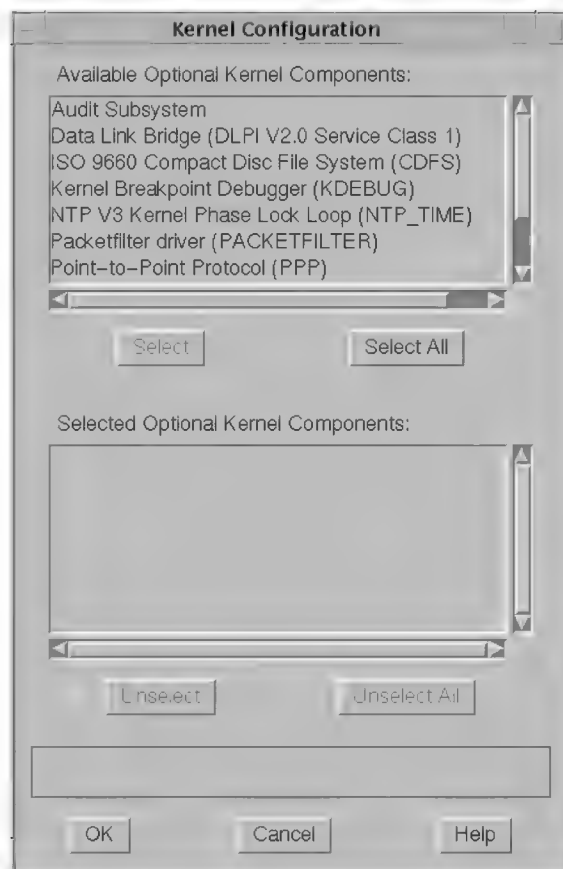 Kernel Configuration
Available Optional Kernel Components:
Audit Subsystem
Data Link Bridge (DLPI V2.0 Service Class 1)
ISO 9660 Compact Disc File System (CDFS)
Kernel Breakpoint Debugger (KDEBUG)
NTP V3 Kernel Phase Lock Loop (NTP_TIME)
Packetfilter driver (PACKETFILTER)
Point-to-Point Protocol (PPP)
Select Select All
Selected Optional Kernel Components:
Unselect Unselect All
OK Cancel Help